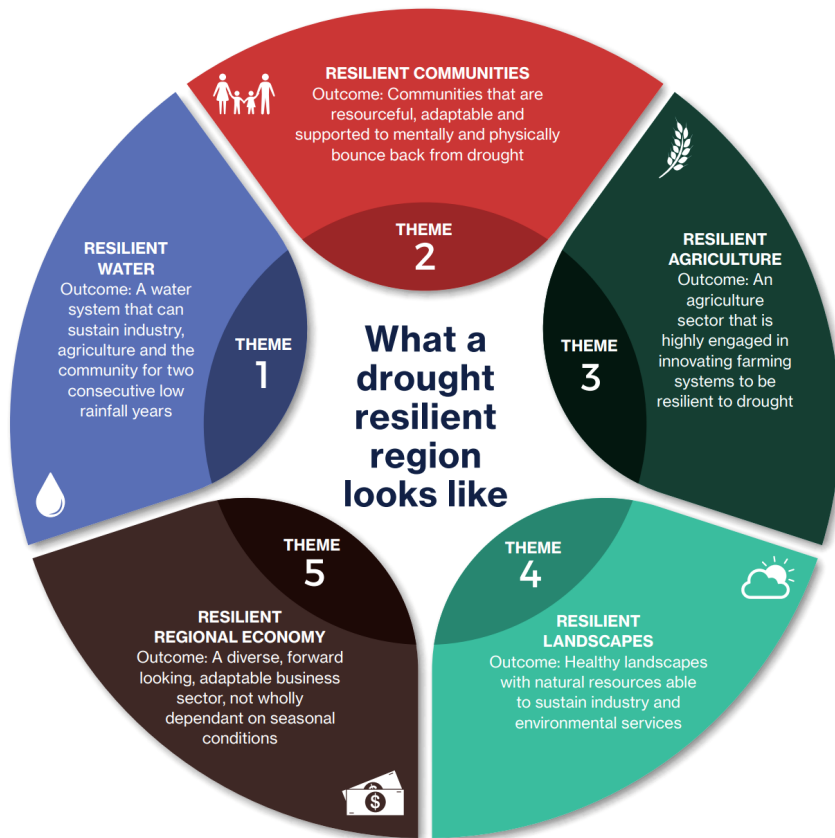 What a
drought
resilient
region
looks like
THEME
1
RESILIENT
WATER
Outcome: A water
system that can
sustain industry,
agriculture and the
community for two
consecutive low
rainfall years
THEME
2
RESILIENT COMMUNITIES
Outcome: Communities that are
resourceful, adaptable and
supported to mentally and physically
bounce back from drought
THEME
3
RESILIENT
AGRICULTURE
Outcome: An
agriculture
sector that is
highly engaged in
innovating farming
systems to be
resilient to drought
THEME
4
RESILIENT
LANDSCAPES
Outcome: Healthy landscapes
with natural resources able
to sustain industry and
environmental services
THEME
5
RESILIENT
REGIONAL ECONOMY
Outcome: A diverse, forward
looking, adaptable business
sector, not wholly
dependant on seasonal
conditions
$